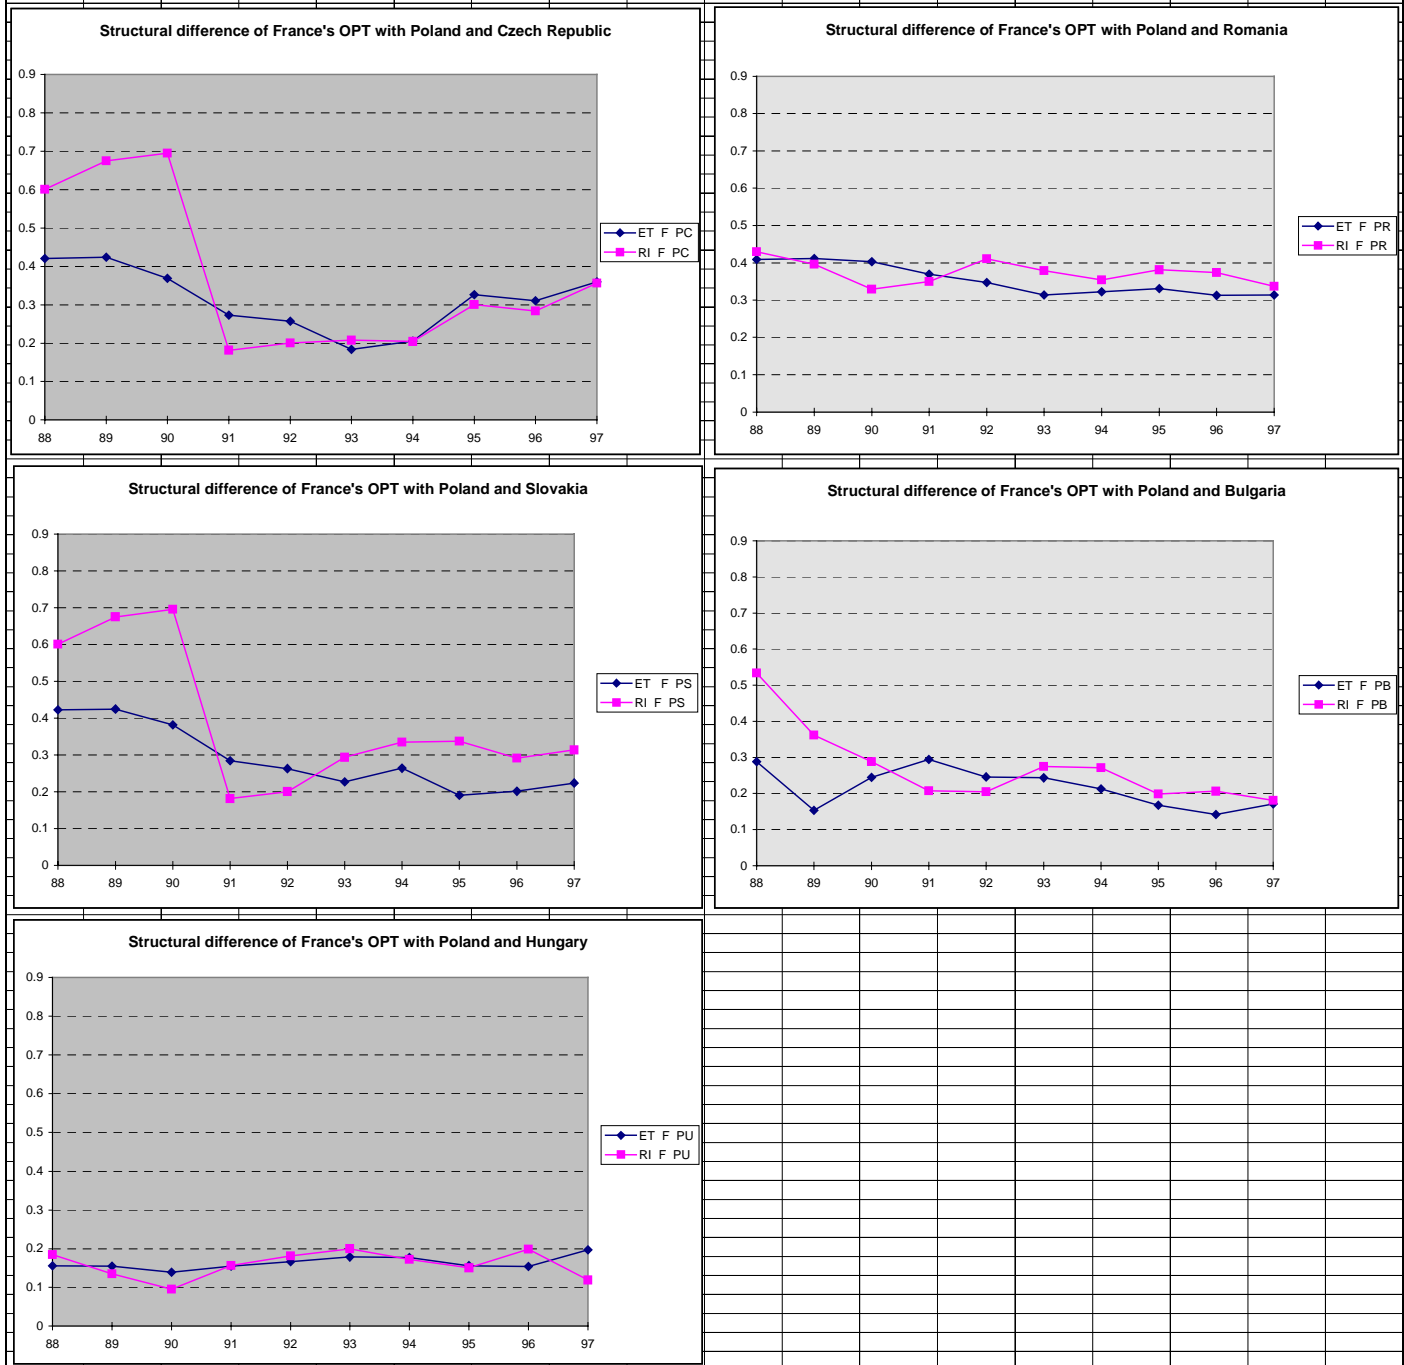 Structural difference of France's OPT with Poland and Czech Republic
0.9
0.8
0.7
0.6
0.5
0.4
0.3
0.2
0.1
0
88 89 90 91 92 93 94 95 96 97
ET F PC
RI F PC
Structural difference of France's OPT with Poland and Romania
0.9
0.8
0.7
0.6
0.5
0.4
0.3
0.2
0.1
0
88 89 90 91 92 93 94 95 96 97
ET F PR
RI F PR
Structural difference of France's OPT with Poland and Slovakia
0.9
0.8
0.7
0.6
0.5
0.4
0.3
0.2
0.1
0
88 89 90 91 92 93 94 95 96 97
ET F PS
RI F PS
Structural difference of France's OPT with Poland and Bulgaria
0.9
0.8
0.7
0.6
0.5
0.4
0.3
0.2
0.1
0
88 89 90 91 92 93 94 95 96 97
ET F PB
RI F PB
Structural difference of France's OPT with Poland and Hungary
0.9
0.8
0.7
0.6
0.5
0.4
0.3
0.2
0.1
0
88 89 90 91 92 93 94 95 96 97
ET F PU
RI F PU